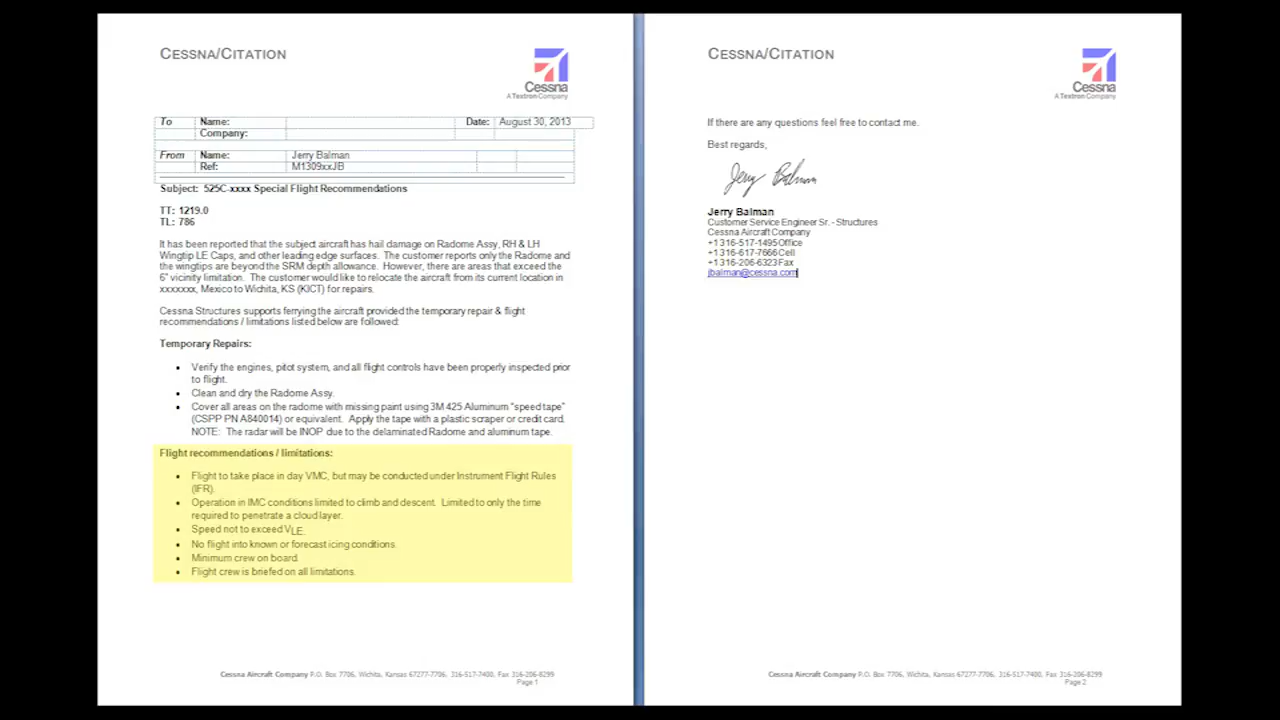 CESSNA/CITATION
Cessna
A Textron Company
To Name: Date: August 30, 2013
Company:
From Name: Jerry Balman
Ref: M1309xxJB
Subject: 525C-xxxx Special Flight Recommendations
TT: 1219.0
TL: 786
It has been reported that the subject aircraft has hail damage on Radome Assy, RH & LH
Wingtip LE Caps, and other leading edge surfaces. The customer reports only the Radome and
the wingtips are beyond the SRM depth allowance. However, there are areas that exceed the
6" vicinity limitation. The customer would like to relocate the aircraft from its current location in
xxxxxxx, Mexico to Wichita, KS (KICT) for repairs.
Cessna Structures supports ferrying the aircraft provided the temporary repair & flight
recommendations / limitations listed below are followed:
Temporary Repairs:
• Verify the engines, pitot system, and all flight controls have been properly inspected prior
to flight.
• Clean and dry the Radome Assy.
• Cover all areas on the radome with missing paint using 3M 425 Aluminum “speed tape”
(CSPP PN A840014) or equivalent. Apply the tape with a plastic scraper or credit card.
NOTE: The radar will be INOP due to the delaminated Radome and aluminum tape.
Flight recommendations / limitations:
• Flight to take place in day VMC, but may be conducted under Instrument Flight Rules
(IFR).
• Operation in IMC conditions limited to climb and descent. Limited to only the time
required to penetrate a cloud layer.
• Speed not to exceed VLE.
• No flight into known or forecast icing conditions.
• Minimum crew on board.
• Flight crew is briefed on all limitations.
Cessna Aircraft Company P.O. Box 7706, Wichita, Kansas 67277-7706, 316-517-7400, Fax 316-206-8299
Page 1
CESSNA/CITATION
Cessna
A Textron Company
If there are any questions feel free to contact me.
Best regards,
Jerry Balman
Jerry Balman
Customer Service Engineer Sr. - Structures
Cessna Aircraft Company
+1 316-517-1495 Office
+1 316-617-7666 Cell
+1 316-206-6323 Fax
jbalman@cessna.com
Cessna Aircraft Company P.O. Box 7706, Wichita, Kansas 67277-7706, 316-517-7400, Fax 316-206-8299
Page 2